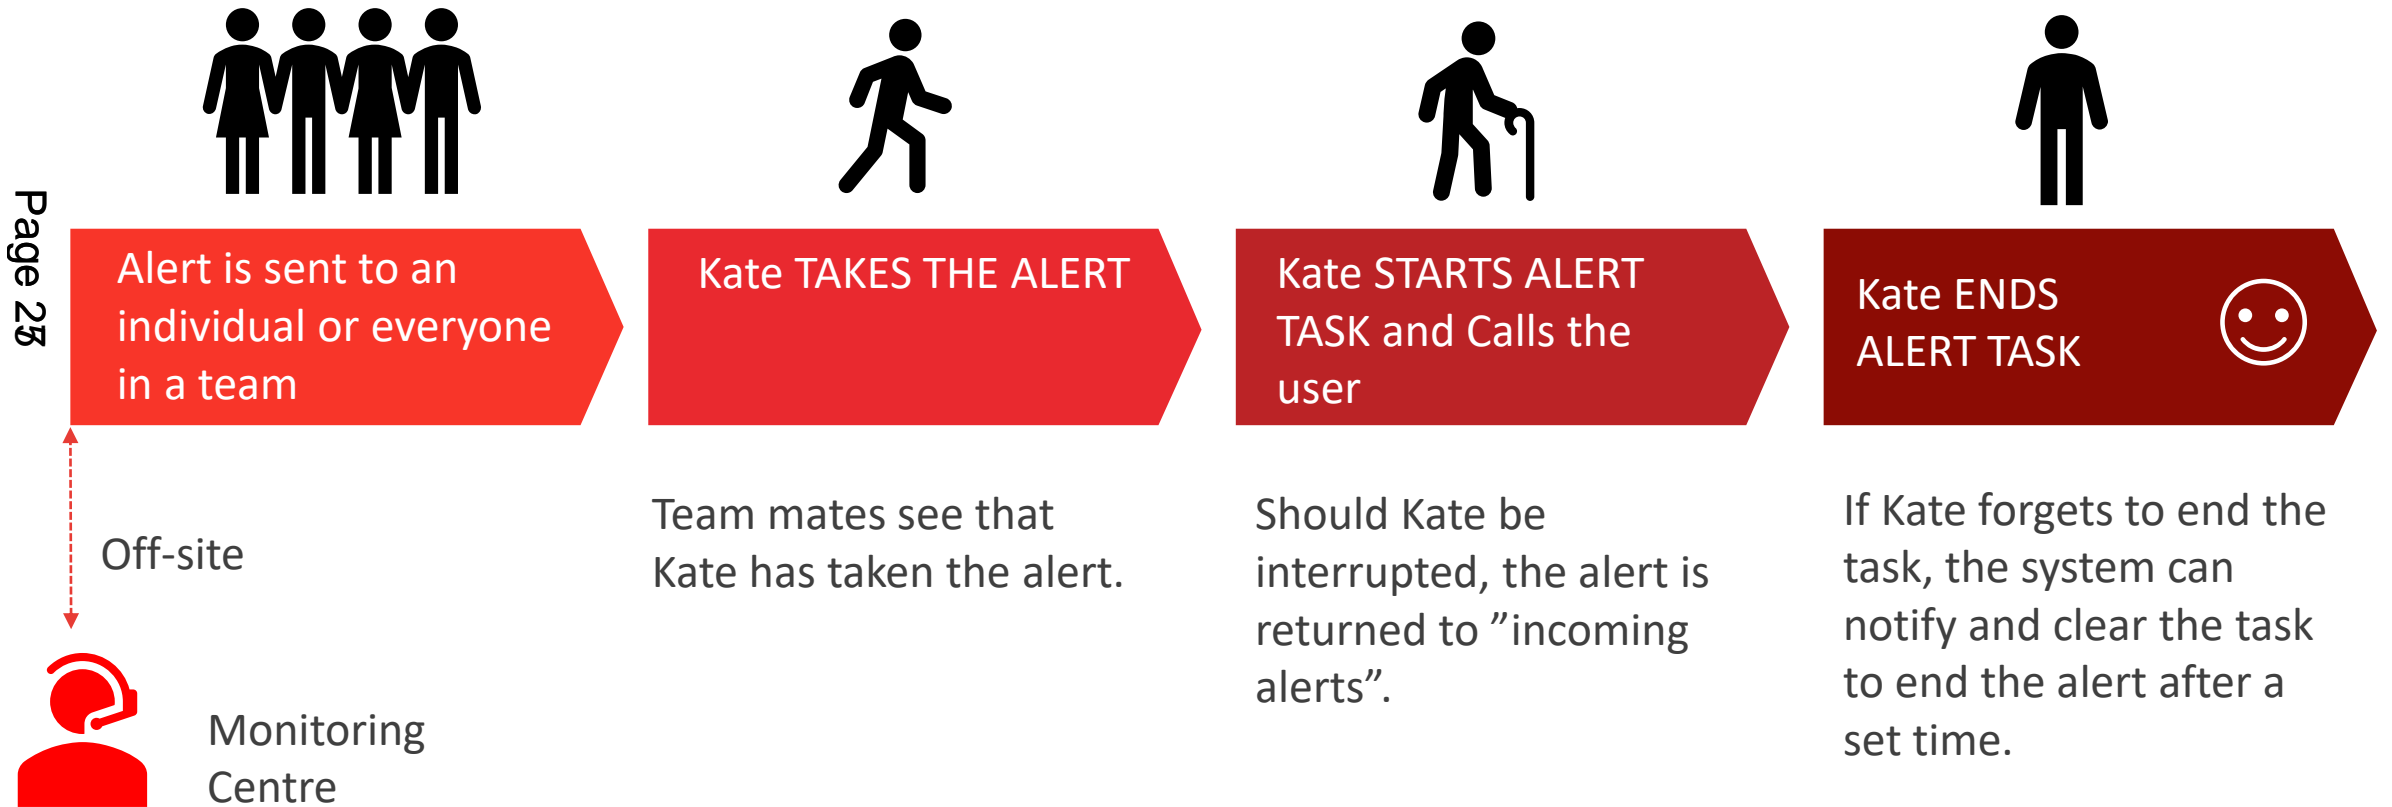 Alert is sent to an
individual or everyone
in a team
Kate TAKES THE ALERT
Kate STARTS ALERT
TASK and Calls the
user
Kate ENDS
ALERT TASK
Page
Off-site
Monitoring
Centre
Team mates see that
Kate has taken the alert.
Should Kate be
interrupted, the alert is
returned to ”incoming
alerts”.
If Kate forgets to end the
task, the system can
notify and clear the task
to end the alert after a
set time.